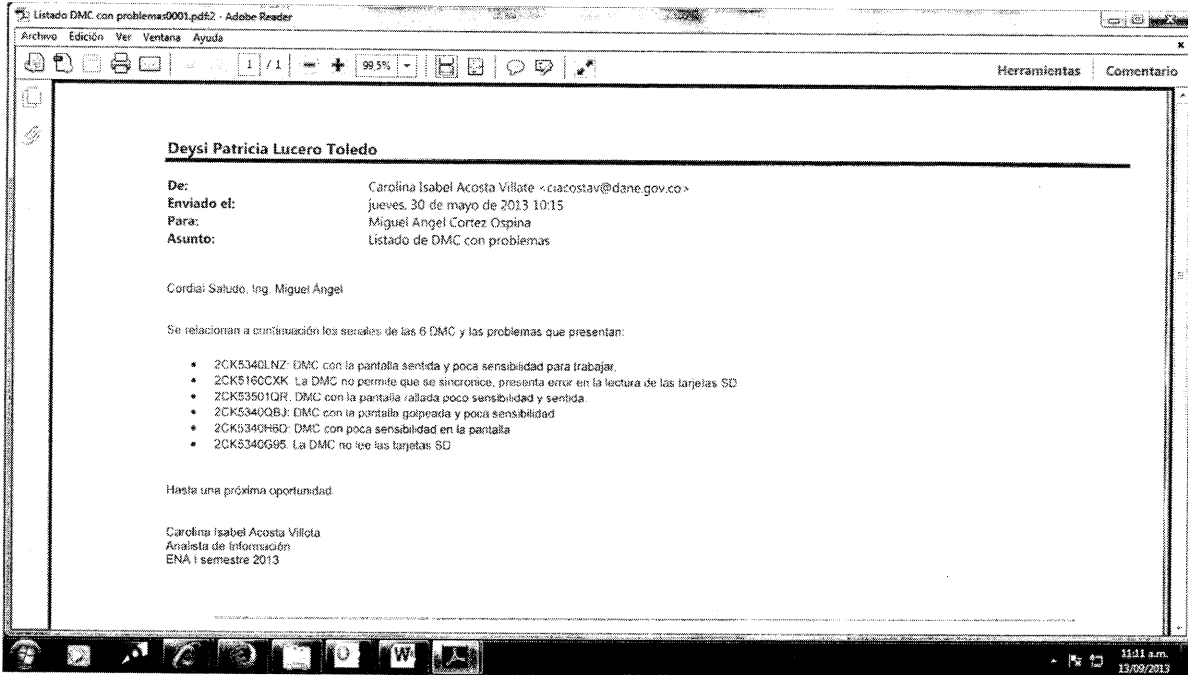 Listado DMC con problemas0001.pdf:2 - Adobe Reader
Archivo Edición Ver Ventana Ayuda
1 / 1 99,5% Herramientas Comentario
Deysi Patricia Lucero Toledo
De: Carolina Isabel Acosta Villate <ciacostav@dane.gov.co>
Enviado el: jueves, 30 de mayo de 2013 10:15
Para: Miguel Angel Cortez Ospina
Asunto: Listado de DMC con problemas
Cordial Saludo, Ing. Miguel Ángel
Se relacionan a continuación los seriales de las 6 DMC y las problemas que presentan:
• 2CK5340LNZ: DMC con la pantalla sentida y poca sensibilidad para trabajar.
• 2CK5160CXK. La DMC no permite que se sincronice, presenta error en la lectura de las tarjetas SD
• 2CK53501QR. DMC con la pantalla rallada poco sensibilidad y sentida.
• 2CK5340QBJ: DMC con la pantalla golpeada y poca sensibilidad
• 2CK5340H6D: DMC con poca sensibilidad en la pantalla
• 2CK5340G95. La DMC no lee las tarjetas SD
Hasta una próxima oportunidad.
Carolina Isabel Acosta Villota
Analista de Información
ENA I semestre 2013
11:11 a.m.
13/09/2013